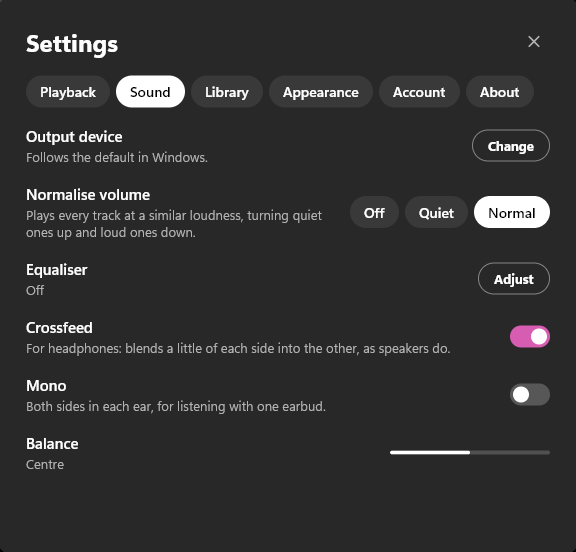 Settings
Playback Sound Library Appearance Account About
Output device
Follows the default in Windows.
Change
Normalise volume
Plays every track at a similar loudness, turning quiet
ones up and loud ones down.
Off Quiet Normal
Equaliser
Off
Adjust
Crossfeed
For headphones: blends a little of each side into the other, as speakers do.
Mono
Both sides in each ear, for listening with one earbud.
Balance
Centre